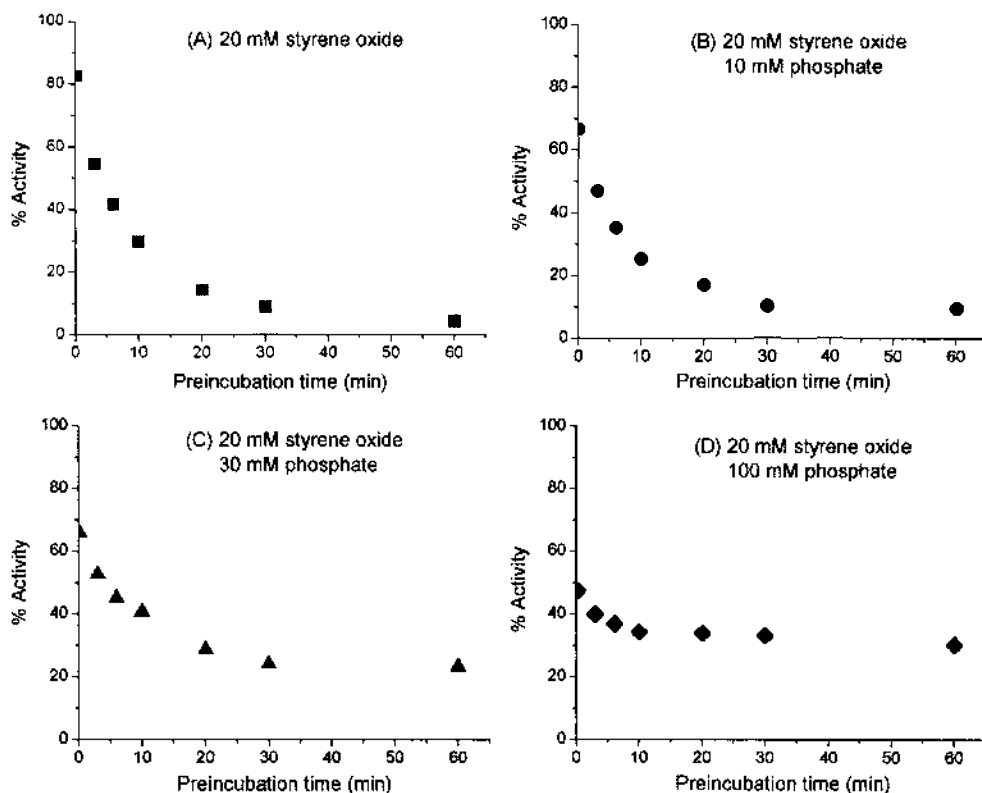 (A) 20 mM styrene oxide
100
80
60
40
20
0
% Activity
0 10 20 30 40 50 60
Preincubation time (min)
(B) 20 mM styrene oxide
10 mM phosphate
100
80
60
40
20
0
% Activity
0 10 20 30 40 50 60
Preincubation time (min)
(C) 20 mM styrene oxide
30 mM phosphate
100
80
60
40
20
0
% Activity
0 10 20 30 40 50 60
Preincubation time (min)
(D) 20 mM styrene oxide
100 mM phosphate
100
80
60
40
20
0
% Activity
0 10 20 30 40 50 60
Preincubation time (min)